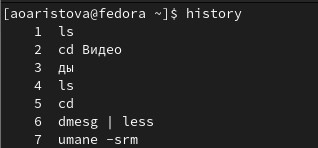 [aoaristova@fedora ~]$ history
1 ls
2 cd Видео
3 ды
4 ls
5 cd
6 dmesg | less
7 umane -srm